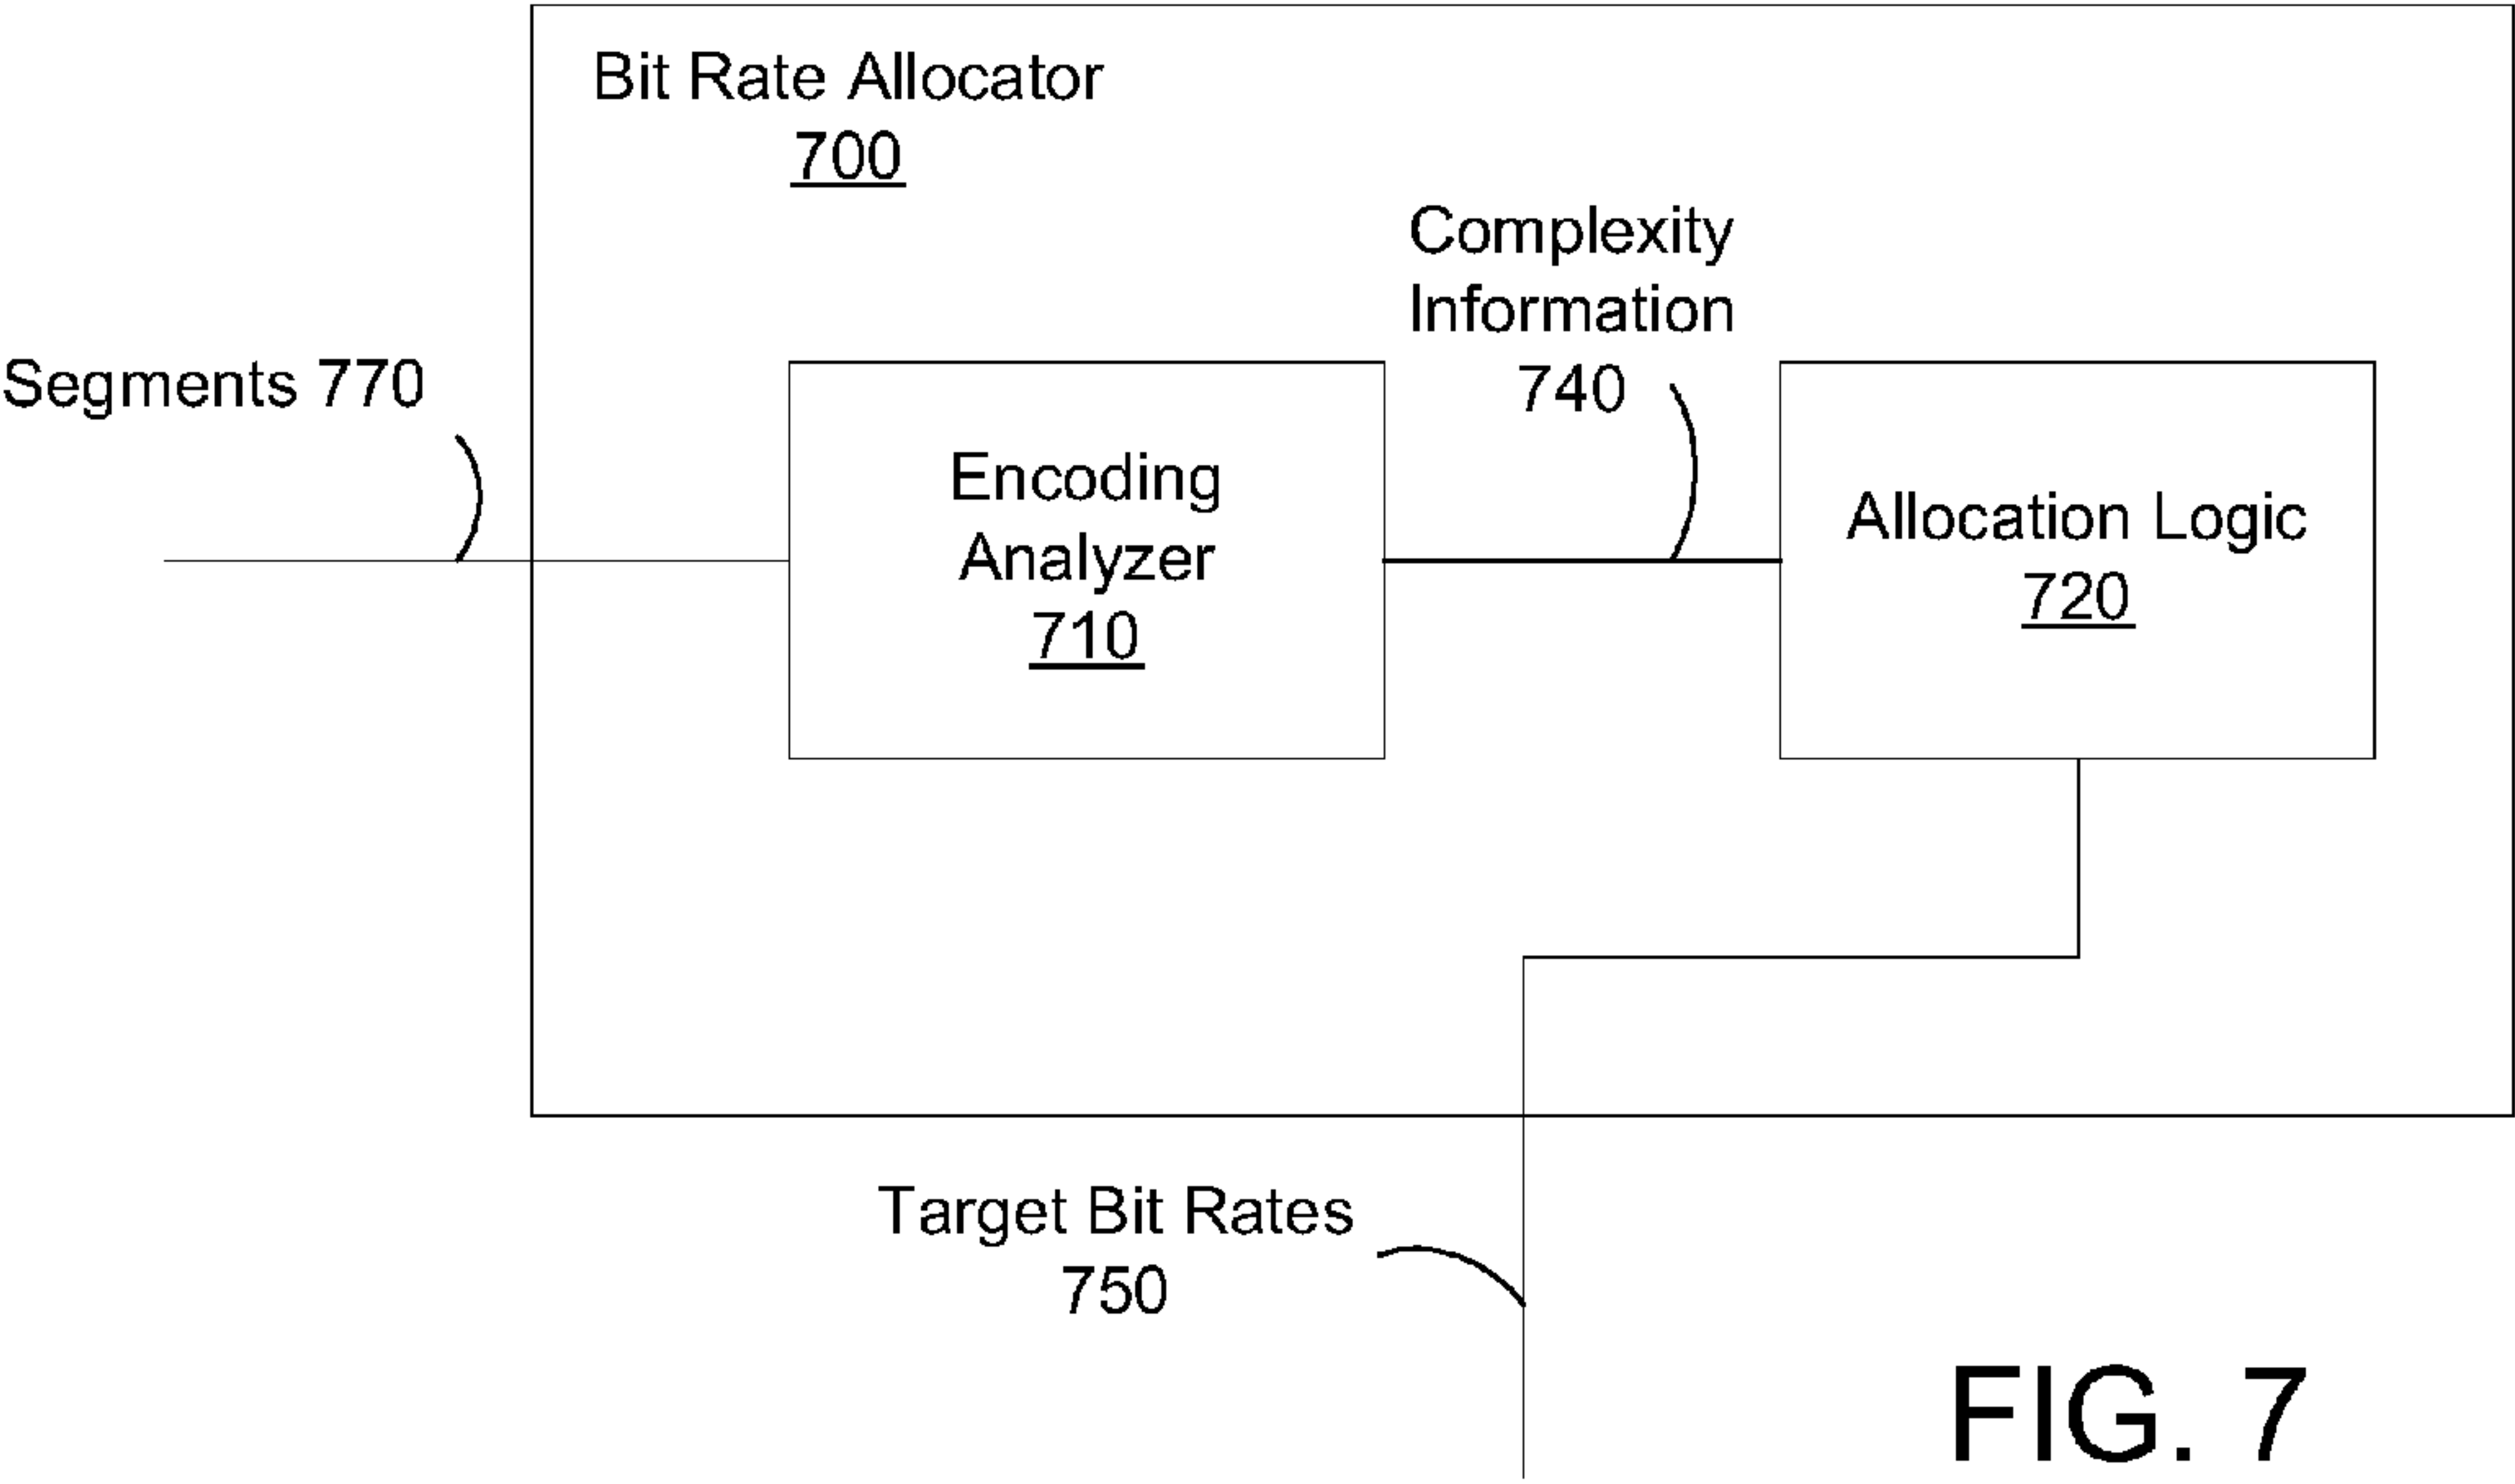 Bit Rate Allocator
700
Complexity
Information
740
Segments 770
Encoding
Analyzer
710
Allocation Logic
720
Target Bit Rates
750
FIG. 7